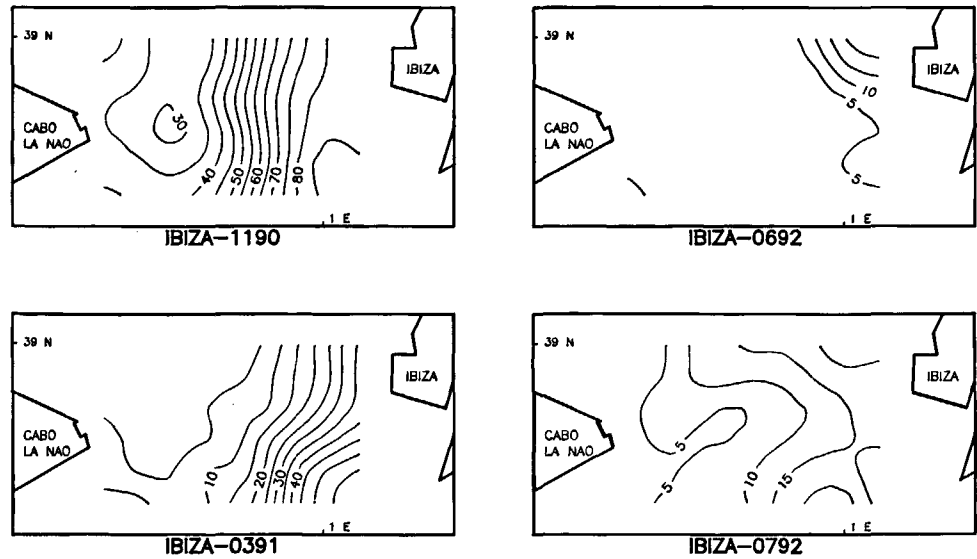 39 N
IBIZA
CABO
LA NAO
30
40
50
60
70
80
1 E
IBIZA-1190
39 N
IBIZA
CABO
LA NAO
10
5
5
1 E
IBIZA-0692
39 N
IBIZA
CABO
LA NAO
10
20
30
40
1 E
IBIZA-0391
39 N
IBIZA
CABO
LA NAO
5
5
10
15
1 E
IBIZA-0792